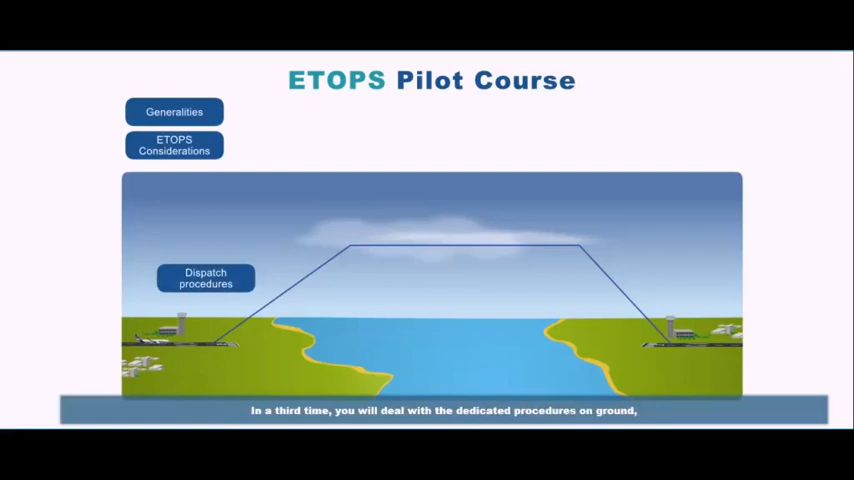 ETOPS Pilot Course
Generalities
ETOPS
Considerations
Dispatch
procedures
In a third time, you will deal with the dedicated procedures on ground,